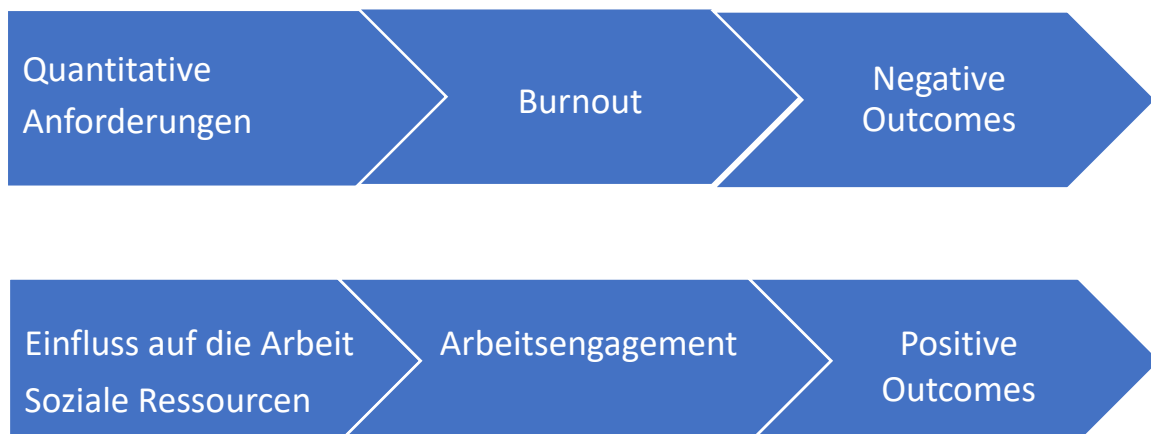 Quantitative
Anforderungen
Burnout
Negative
Outcomes
Einfluss auf die Arbeit
Soziale Ressourcen
Arbeitsengagement
Positive
Outcomes